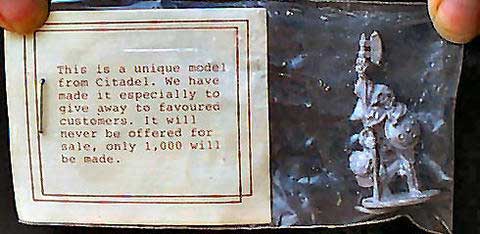 This is a unique model
from Citadel. We have
made it especially to
give away to favoured
customers. It will
never be offered for
sale, only 1,000 will
be made.